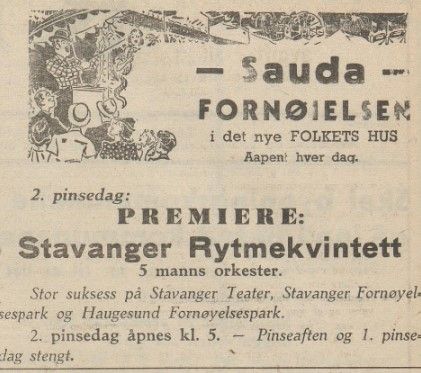 — Sauda —
FORNØIELSEN
i det nye FOLKETS HUS
Aapent hver dag.
2. pinsedag:
PREMIERE:
Stavanger Rytmekvintett
5 manns orkester.
Stor suksess på Stavanger Teater, Stavanger Fornøyel-
sespark og Haugesund Fornøyelsespark.
2. pinsedag åpnes kl. 5. — Pinseaften og 1. pinse-
dag stengt.